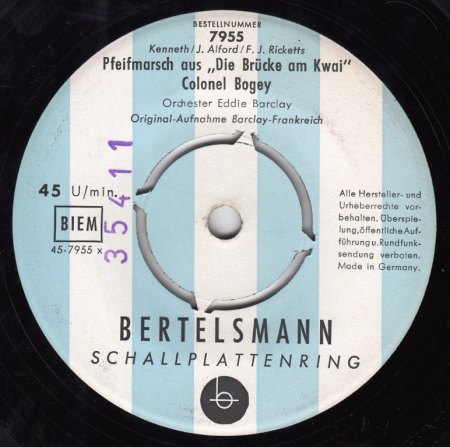 BESTELLNUMMER
7955
Kenneth/J. Alford/F. J. Ricketts
Pfeifmarsch aus „Die Brücke am Kwai"
Colonel Bogey
Orchester Eddie Barclay
Original-Aufnahme Barclay-Frankreich
45 U/min.
BIEM
45-7955 x
35411
Alle Hersteller- und
Urheberrechte vor-
behalten. Überspie-
lung, öffentliche Auf-
führung u. Rundfunk-
sendung verboten.
Made in Germany.
BERTELSMANN
SCHALLPLATTENRING
b